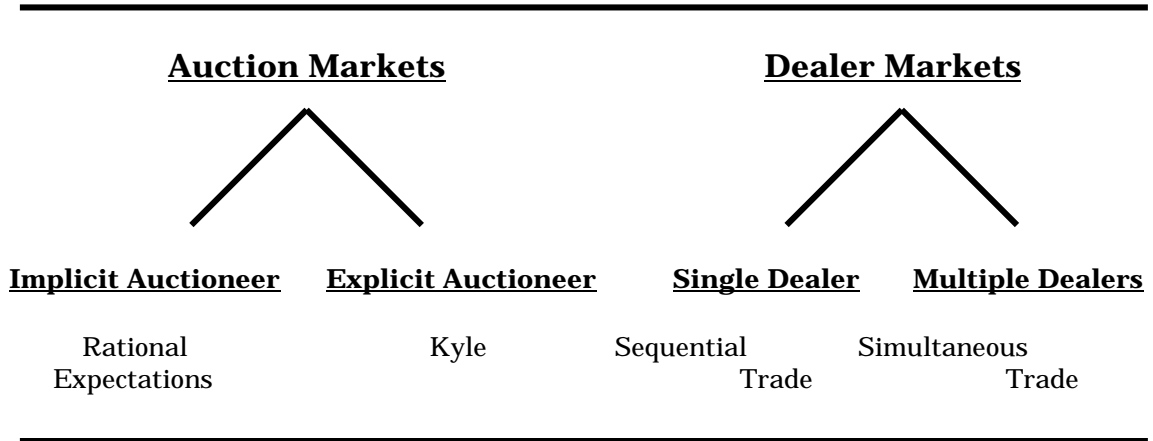 Auction Markets Dealer Markets
Implicit Auctioneer Explicit Auctioneer Single Dealer Multiple Dealers
Rational Kyle Sequential Simultaneous
Expectations Trade Trade